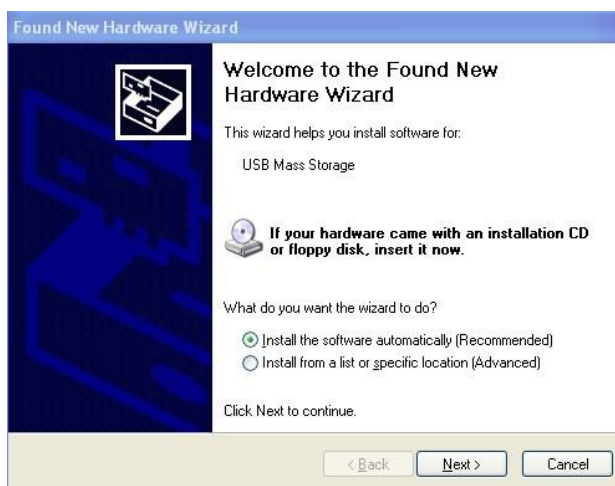 Found New Hardware Wizard
Welcome to the Found New
Hardware Wizard
This wizard helps you install software for:
USB Mass Storage
If your hardware came with an installation CD
or floppy disk, insert it now.
What do you want the wizard to do?
Install the software automatically (Recommended)
Install from a list or specific location (Advanced)
Click Next to continue.
< Back Next > Cancel